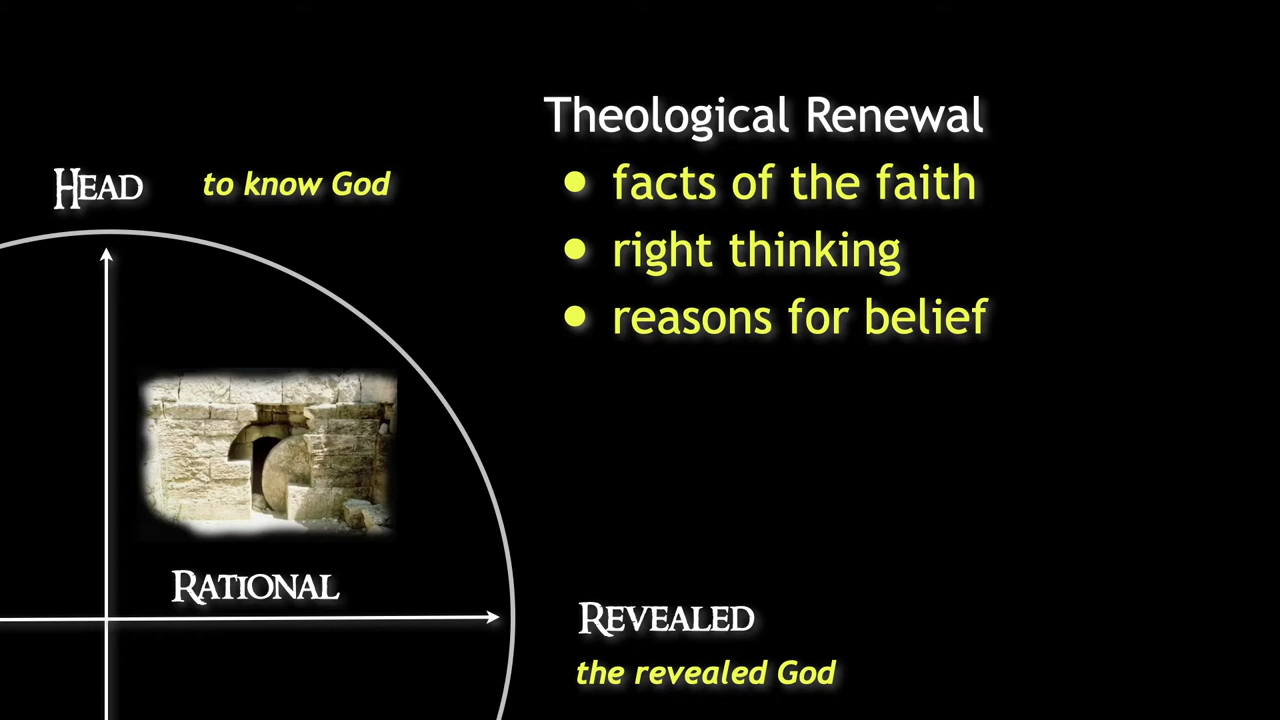 Theological Renewal
• facts of the faith
• right thinking
• reasons for belief
HEAD to know God
RATIONAL
REVEALED
the revealed God